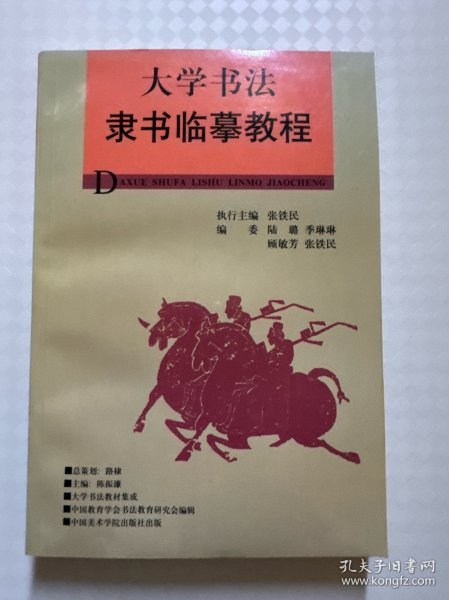 大学书法
隶书临摹教程
DAXUE SHUFA LISHU LINMO JIAOCHENG
执行主编 张铁民
编 委 陆 璐 季琳琳
顾敏芳 张铁民
■总策划: 路棣
■主编: 陈振濂
■大学书法教材集成
■中国教育学会书法教育研究会编辑
■中国美术学院出版社出版
孔夫子旧书网
www.kongfz.com